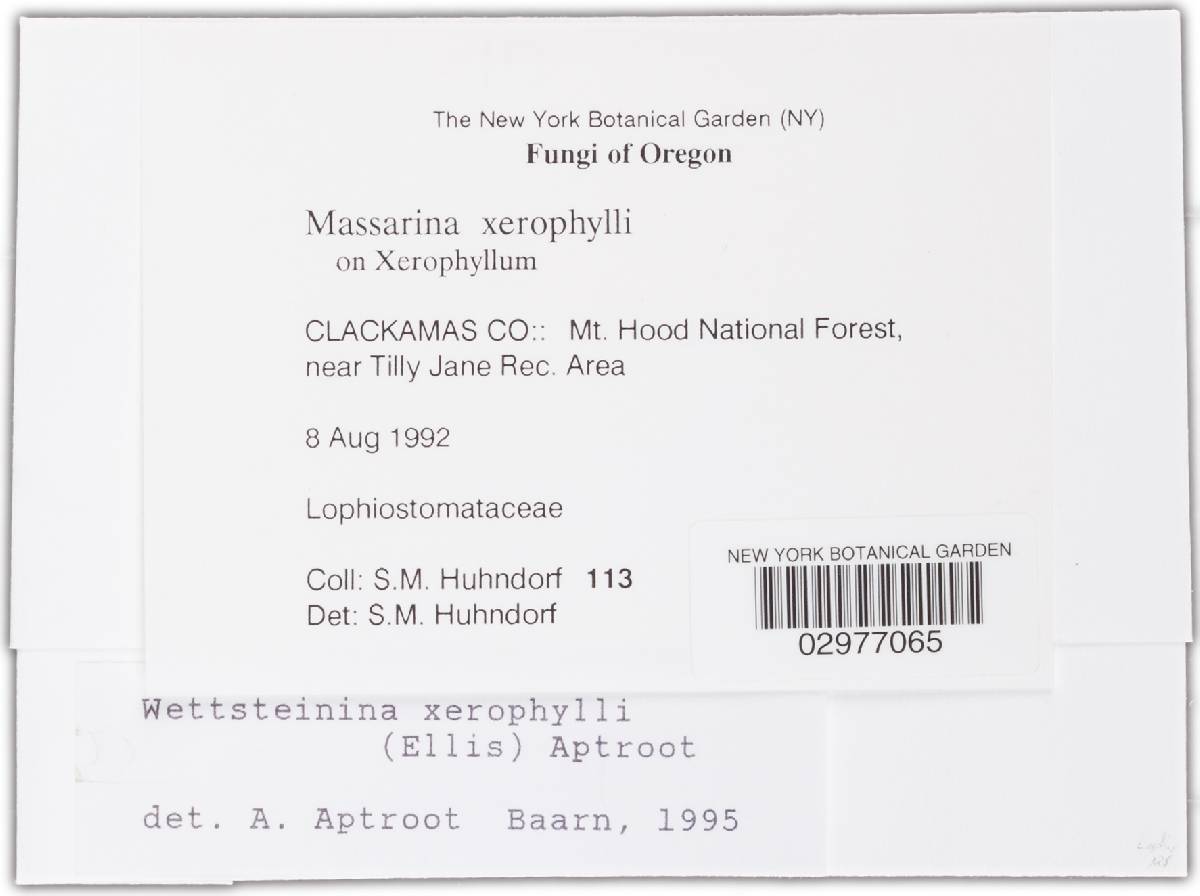 The New York Botanical Garden (NY)
Fungi of Oregon
Massarina xerophylli
on Xerophyllum
CLACKAMAS CO:: Mt. Hood National Forest,
near Tilly Jane Rec. Area
8 Aug 1992
Lophiostomataceae
Coll: S.M. Huhndorf 113
Det: S.M. Huhndorf
NEW YORK BOTANICAL GARDEN
02977065
Wettsteinina xerophylli
(Ellis) Aptroot
det. A. Aptroot Baarn, 1995